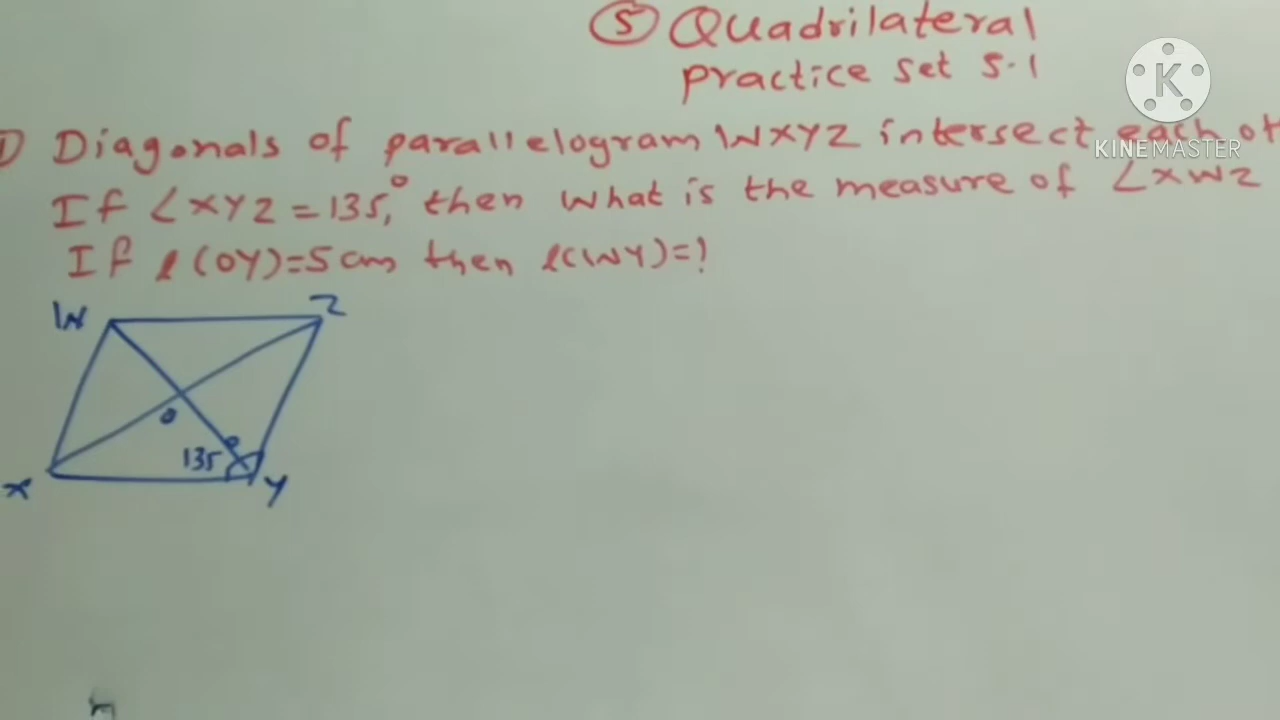 ⑤ Quadrilateral
practice set 5.1
K
KINEMASTER
① Diagonals of parallelogram WXYZ intersect each
If ∠XYZ = 135°, then What is the measure of ∠XWZ
If l(OY)=5cm then l(WY)=?
W Z
O
135°
X Y